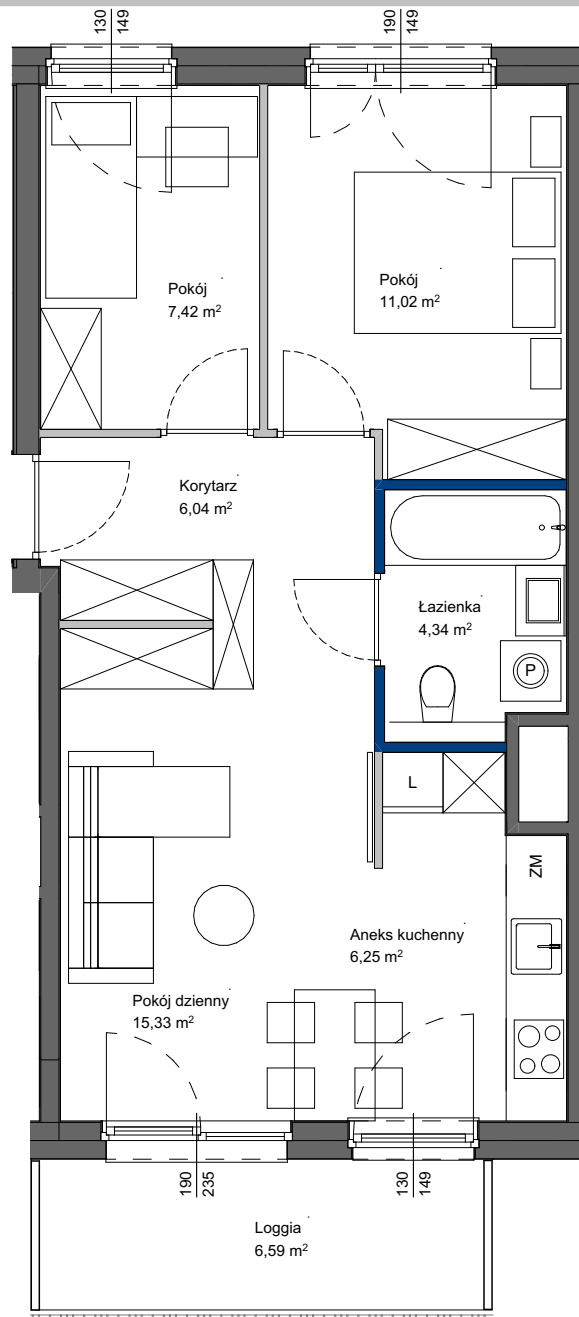 130
149
190
149
Pokój
7,42 m²
Pokój
11,02 m²
Korytarz
6,04 m²
Łazienka
4,34 m²
P
L
ZM
Aneks kuchenny
6,25 m²
Pokój dzienny
15,33 m²
190
235
130
149
Loggia
6,59 m²